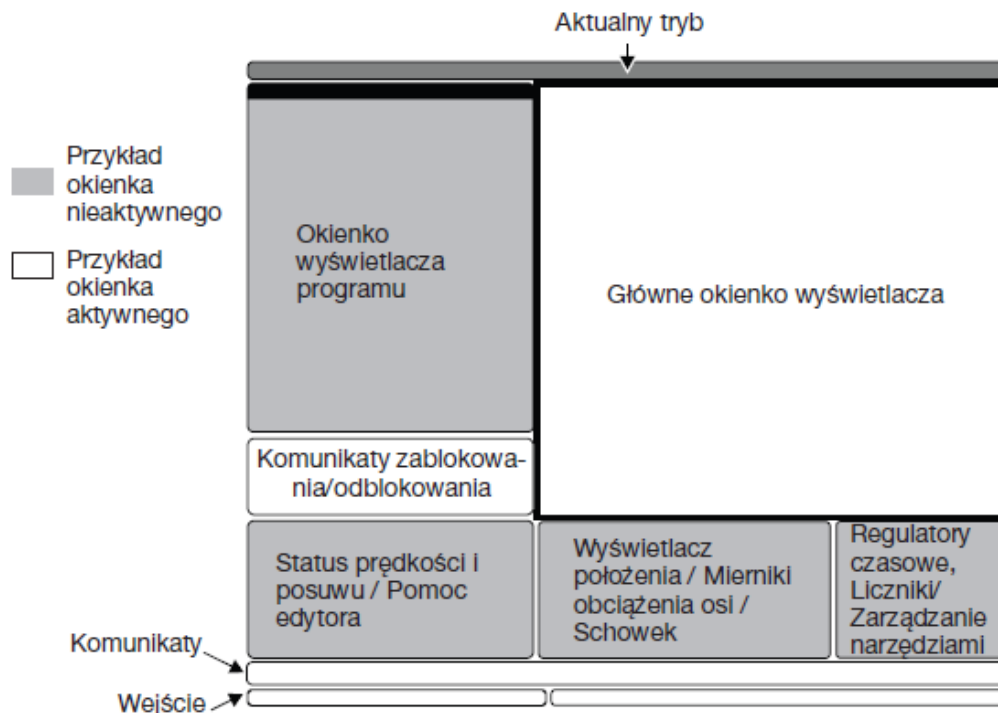 Aktualny tryb
Przykład
okienka
nieaktywnego
Przykład
okienka
aktywnego
Okienko
wyświetlacza
programu
Główne okienko wyświetlacza
Komunikaty zablokowa-
nia/odblokowania
Status prędkości i
posuwu / Pomoc
edytora
Wyświetlacz
położenia / Mierniki
obciążenia osi /
Schowek
Regulatory
czasowe,
Liczniki/
Zarządzanie
narzędziami
Komunikaty
Wejście